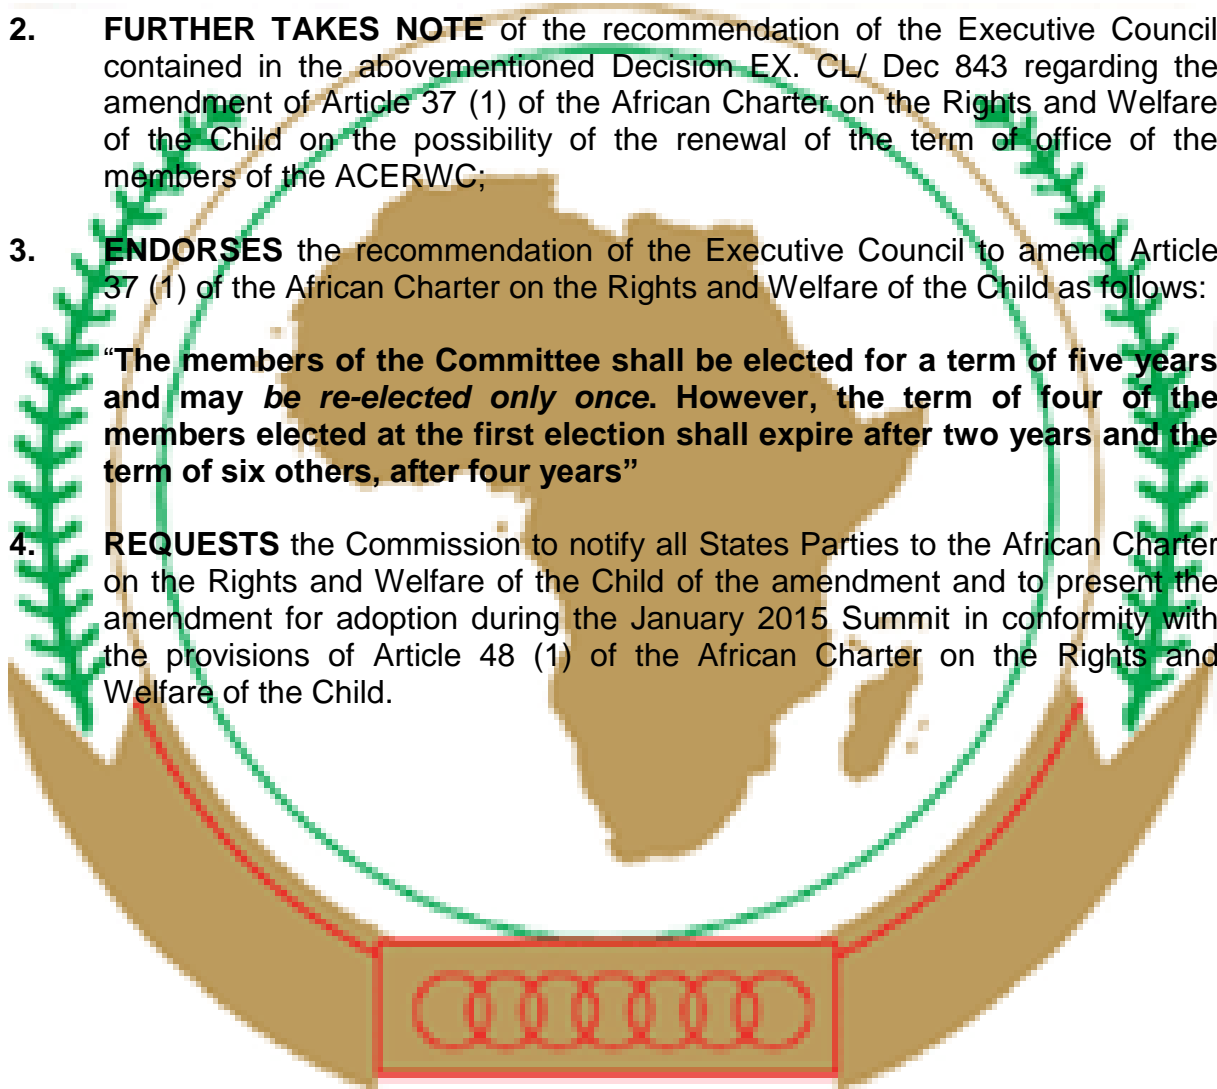 2. FURTHER TAKES NOTE of the recommendation of the Executive Council
contained in the abovementioned Decision EX. CL/ Dec 843 regarding the
amendment of Article 37 (1) of the African Charter on the Rights and Welfare
of the Child on the possibility of the renewal of the term of office of the
members of the ACERWC;
3. ENDORSES the recommendation of the Executive Council to amend Article
37 (1) of the African Charter on the Rights and Welfare of the Child as follows:
“The members of the Committee shall be elected for a term of five years
and may be re-elected only once. However, the term of four of the
members elected at the first election shall expire after two years and the
term of six others, after four years”
4. REQUESTS the Commission to notify all States Parties to the African Charter
on the Rights and Welfare of the Child of the amendment and to present the
amendment for adoption during the January 2015 Summit in conformity with
the provisions of Article 48 (1) of the African Charter on the Rights and
Welfare of the Child.